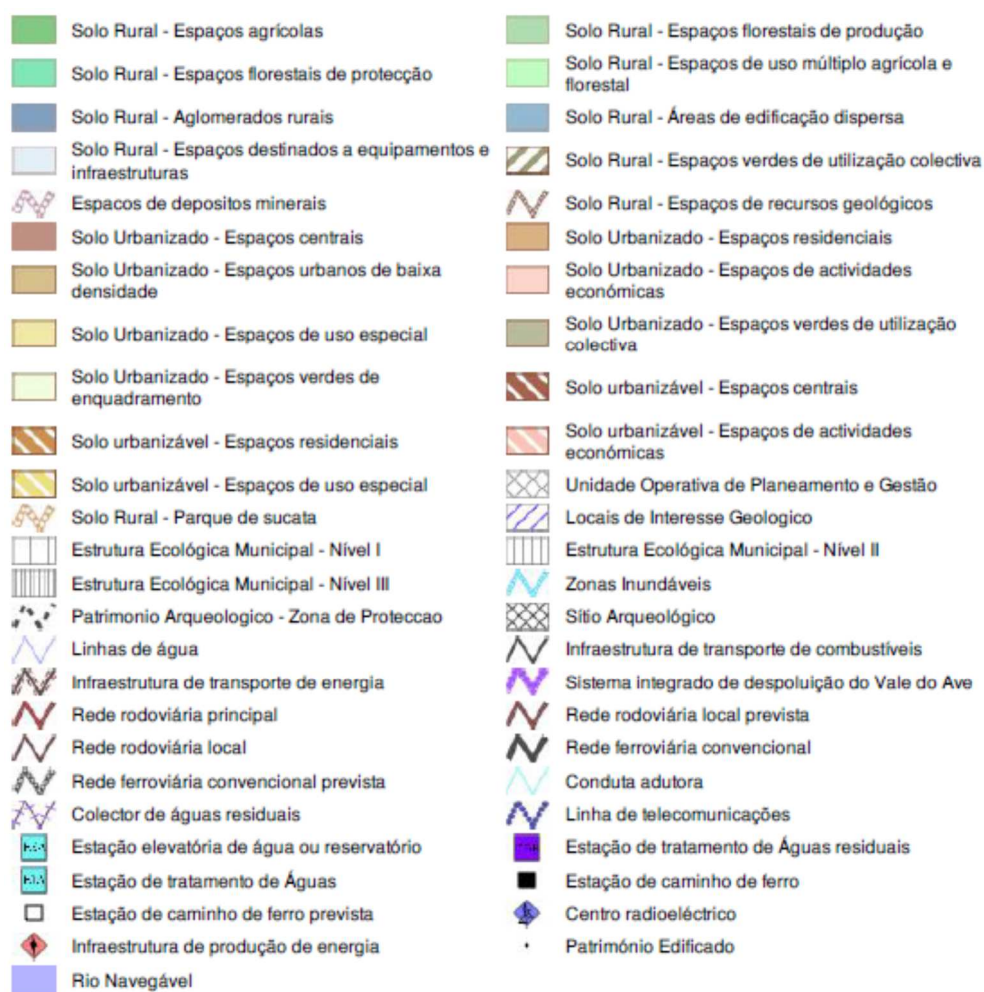 Solo Rural - Espaços agrícolas
Solo Rural - Espaços florestais de produção
Solo Rural - Espaços florestais de protecção
Solo Rural - Espaços de uso múltiplo agrícola e
florestal
Solo Rural - Aglomerados rurais
Solo Rural - Áreas de edificação dispersa
Solo Rural - Espaços destinados a equipamentos e
infraestruturas
Solo Rural - Espaços verdes de utilização colectiva
Espacos de depositos minerais
Solo Rural - Espaços de recursos geológicos
Solo Urbanizado - Espaços centrais
Solo Urbanizado - Espaços residenciais
Solo Urbanizado - Espaços urbanos de baixa
densidade
Solo Urbanizado - Espaços de actividades
económicas
Solo Urbanizado - Espaços de uso especial
Solo Urbanizado - Espaços verdes de utilização
colectiva
Solo Urbanizado - Espaços verdes de
enquadramento
Solo urbanizável - Espaços centrais
Solo urbanizável - Espaços residenciais
Solo urbanizável - Espaços de actividades
económicas
Solo urbanizável - Espaços de uso especial
Unidade Operativa de Planeamento e Gestão
Solo Rural - Parque de sucata
Locais de Interesse Geologico
Estrutura Ecológica Municipal - Nível I
Estrutura Ecológica Municipal - Nível II
Estrutura Ecológica Municipal - Nível III
Zonas Inundáveis
Patrimonio Arqueologico - Zona de Proteccao
Sítio Arqueológico
Linhas de água
Infraestrutura de transporte de combustíveis
Infraestrutura de transporte de energia
Sistema integrado de despoluição do Vale do Ave
Rede rodoviária principal
Rede rodoviária local prevista
Rede rodoviária local
Rede ferroviária convencional
Rede ferroviária convencional prevista
Conduta adutora
Colector de águas residuais
Linha de telecomunicações
Estação elevatória de água ou reservatório
Estação de tratamento de Águas residuais
Estação de tratamento de Águas
Estação de caminho de ferro
Estação de caminho de ferro prevista
Centro radioeléctrico
Infraestrutura de produção de energia
Património Edificado
Rio Navegável